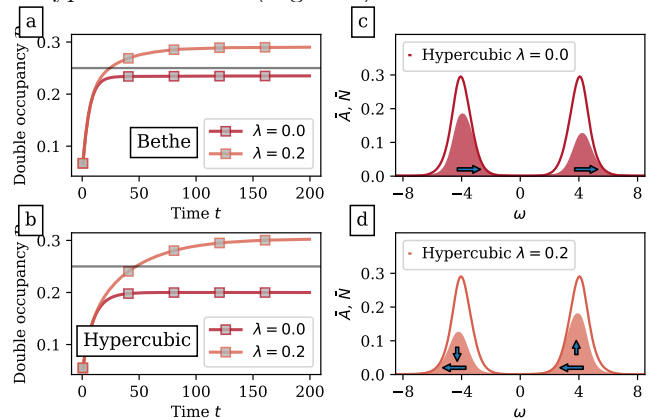 a
Double occupancy
0.3
0.2
0.1
Bethe
λ = 0.0
λ = 0.2
0 50 100 150 200
Time t
b
Double occupancy
0.3
0.2
0.1
Hypercubic
λ = 0.0
λ = 0.2
0 50 100 150 200
Time t
c
Ā, N̄
0.3
0.2
0.1
0.0
Hypercubic λ = 0.0
−8 −4 0 4 8
ω
d
Ā, N̄
0.3
0.2
0.1
0.0
Hypercubic λ = 0.2
−8 −4 0 4 8
ω